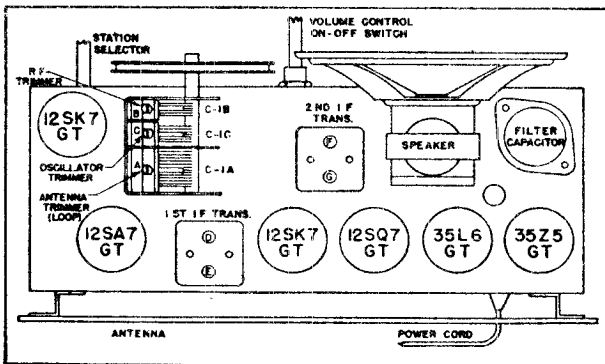 STATION
SELECTOR
VOLUME CONTROL
ON-OFF SWITCH
R F
TRIMMER
B
C-1B
12SK7
GT
C
C-1C
2ND I F
TRANS.
F
SPEAKER
FILTER
CAPACITOR
OSCILLATOR
TRIMMER
A
C-1A
G
ANTENNA
TRIMMER
(LOOP)
1 ST I F TRANS.
12SA7
GT
D
E
12SK7
GT
12SQ7
GT
35L6
GT
35Z5
GT
ANTENNA
POWER CORD